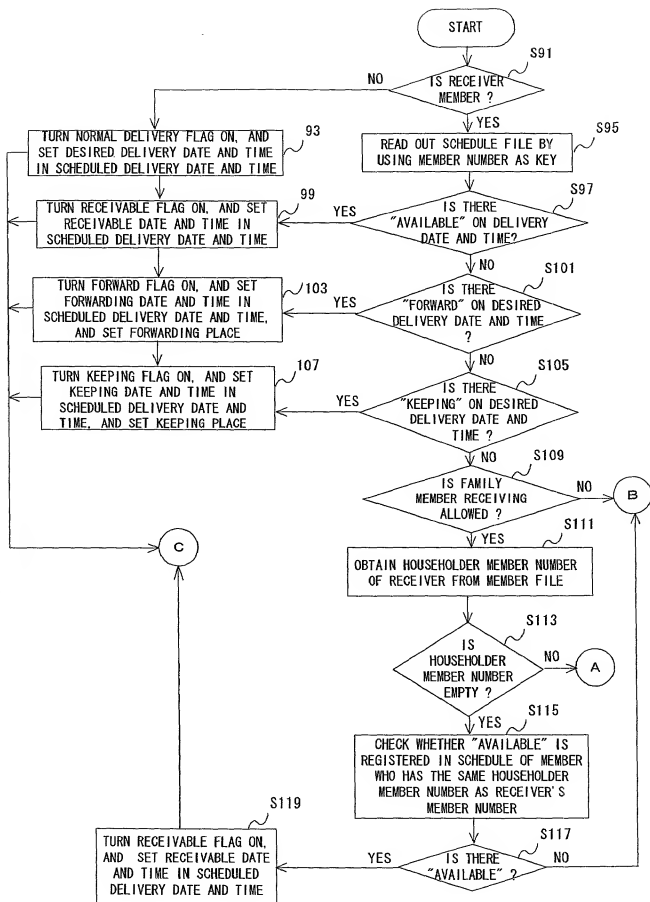 START
S91
IS RECEIVER
MEMBER ?
NO
YES
93
TURN NORMAL DELIVERY FLAG ON, AND
SET DESIRED DELIVERY DATE AND TIME
IN SCHEDULED DELIVERY DATE AND TIME
S95
READ OUT SCHEDULE FILE BY
USING MEMBER NUMBER AS KEY
S97
IS THERE
"AVAILABLE" ON DELIVERY
DATE AND TIME?
YES
NO
99
TURN RECEIVABLE FLAG ON, AND SET
RECEIVABLE DATE AND TIME IN
SCHEDULED DELIVERY DATE AND TIME
S101
IS THERE
"FORWARD" ON DESIRED
DELIVERY DATE AND TIME
?
YES
NO
103
TURN FORWARD FLAG ON, AND SET
FORWARDING DATE AND TIME IN
SCHEDULED DELIVERY DATE AND TIME,
AND SET FORWARDING PLACE
S105
IS THERE
"KEEPING" ON DESIRED
DELIVERY DATE AND
TIME ?
YES
NO
107
TURN KEEPING FLAG ON, AND SET
KEEPING DATE AND TIME IN
SCHEDULED DELIVERY DATE AND
TIME, AND SET KEEPING PLACE
S109
IS FAMILY
MEMBER RECEIVING
ALLOWED ?
NO
B
YES
C
S111
OBTAIN HOUSEHOLDER MEMBER NUMBER
OF RECEIVER FROM MEMBER FILE
S113
IS
HOUSEHOLDER
MEMBER NUMBER
EMPTY ?
NO
A
YES
S115
CHECK WHETHER "AVAILABLE" IS
REGISTERED IN SCHEDULE OF MEMBER
WHO HAS THE SAME HOUSEHOLDER
MEMBER NUMBER AS RECEIVER'S
MEMBER NUMBER
S117
IS THERE
"AVAILABLE" ?
YES
NO
S119
TURN RECEIVABLE FLAG ON,
AND SET RECEIVABLE DATE
AND TIME IN SCHEDULED
DELIVERY DATE AND TIME